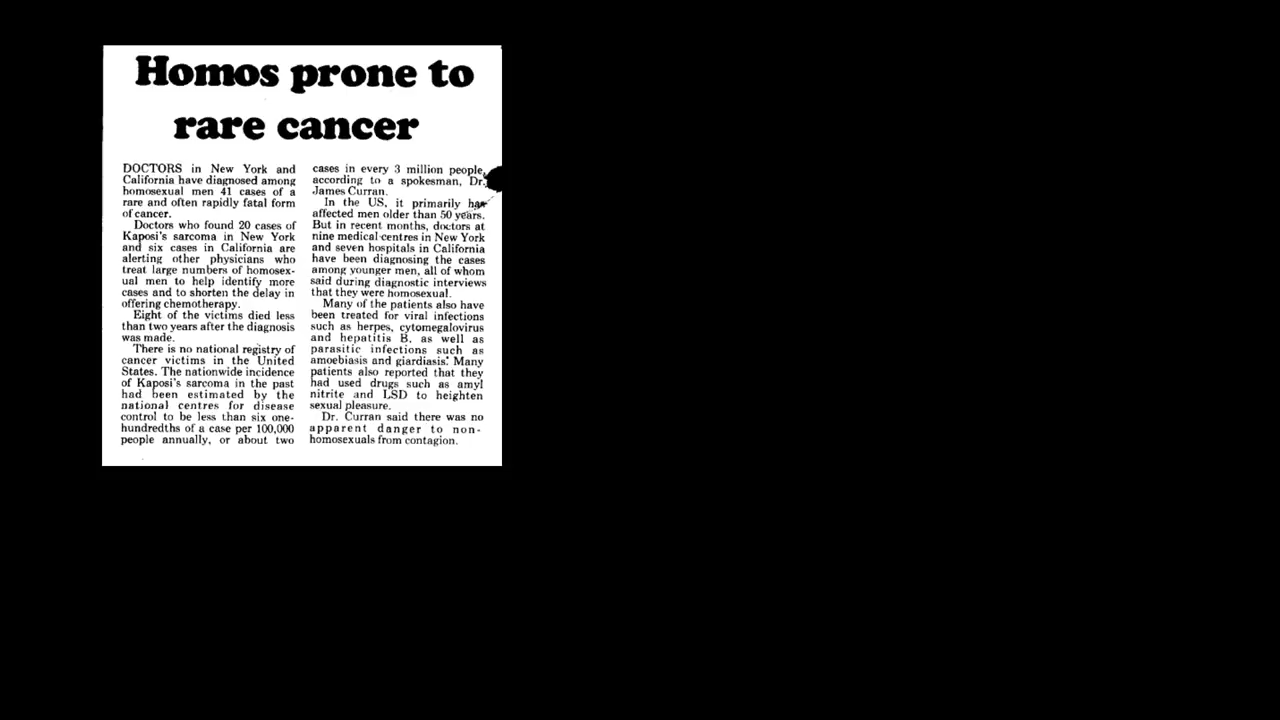 Homos prone to
rare cancer
DOCTORS in New York and
California have diagnosed among
homosexual men 41 cases of a
rare and often rapidly fatal form
of cancer.
Doctors who found 20 cases of
Kaposi's sarcoma in New York
and six cases in California are
alerting other physicians who
treat large numbers of homosex-
ual men to help identify more
cases and to shorten the delay in
offering chemotherapy.
Eight of the victims died less
than two years after the diagnosis
was made.
There is no national registry of
cancer victims in the United
States. The nationwide incidence
of Kaposi's sarcoma in the past
had been estimated by the
national centres for disease
control to be less than six one-
hundredths of a case per 100,000
people annually, or about two
cases in every 3 million people,
according to a spokesman, Dr.
James Curran.
In the US, it primarily has
affected men older than 50 years.
But in recent months, doctors at
nine medical centres in New York
and seven hospitals in California
have been diagnosing the cases
among younger men, all of whom
said during diagnostic interviews
that they were homosexual.
Many of the patients also have
been treated for viral infections
such as herpes, cytomegalovirus
and hepatitis B, as well as
parasitic infections such as
amoebiasis and giardiasis. Many
patients also reported that they
had used drugs such as amyl
nitrite and LSD to heighten
sexual pleasure.
Dr. Curran said there was no
apparent danger to non-
homosexuals from contagion.